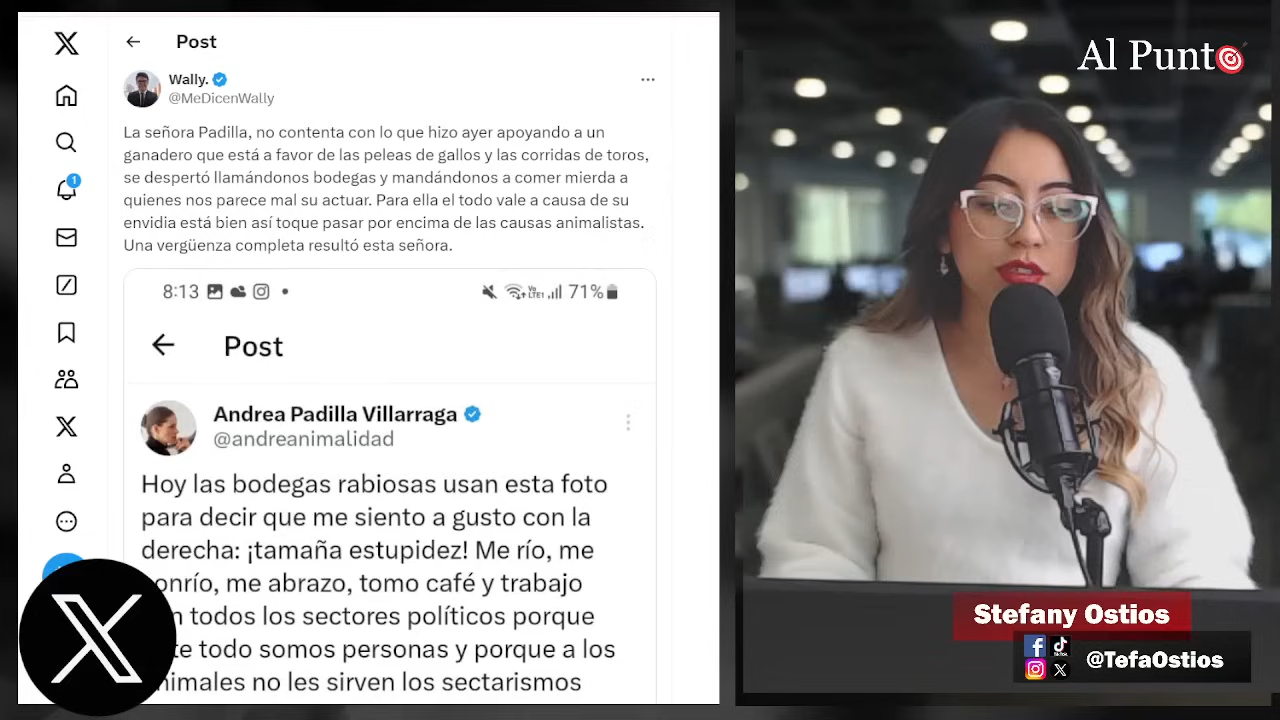 Post
Wally.
@MeDicenWally
La señora Padilla, no contenta con lo que hizo ayer apoyando a un
ganadero que está a favor de las peleas de gallos y las corridas de toros,
se despertó llamándonos bodegas y mandándonos a comer mierda a
quienes nos parece mal su actuar. Para ella el todo vale a causa de su
envidia está bien así toque pasar por encima de las causas animalistas.
Una vergüenza completa resultó esta señora.
8:13
Vo
LTE1
71%
Post
Andrea Padilla Villarraga
@andreanimalidad
Hoy las bodegas rabiosas usan esta foto
para decir que me siento a gusto con la
derecha: ¡tamaña estupidez! Me río, me
onrío, me abrazo, tomo café y trabajo
n todos los sectores políticos porque
te todo somos personas y porque a los
nimales no les sirven los sectarismos
1
Al Punto
Stefany Ostios
@TefaOstios